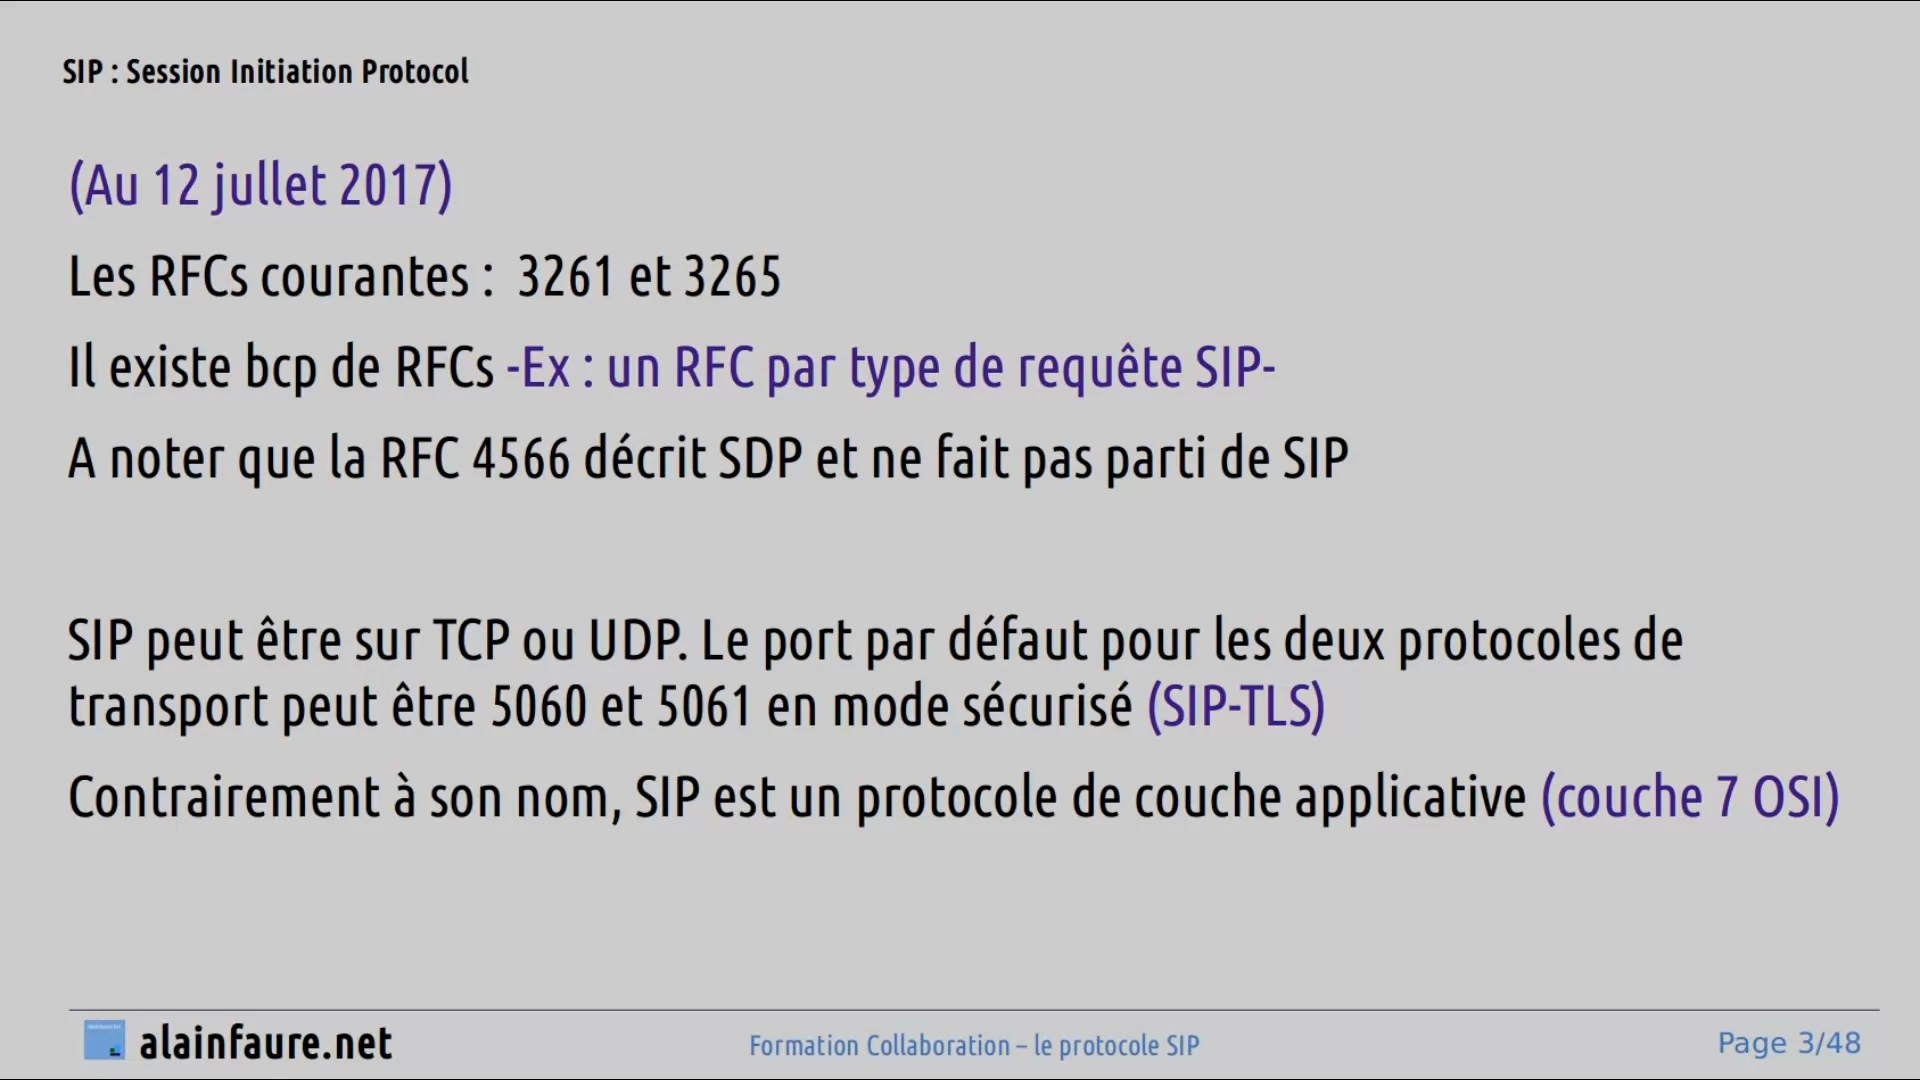 SIP : Session Initiation Protocol
(Au 12 jullet 2017)
Les RFCs courantes : 3261 et 3265
Il existe bcp de RFCs -Ex : un RFC par type de requête SIP-
A noter que la RFC 4566 décrit SDP et ne fait pas parti de SIP
SIP peut être sur TCP ou UDP. Le port par défaut pour les deux protocoles de
transport peut être 5060 et 5061 en mode sécurisé (SIP-TLS)
Contrairement à son nom, SIP est un protocole de couche applicative (couche 7 OSI)
alainfaure.net
Formation Collaboration – le protocole SIP
Page 3/48